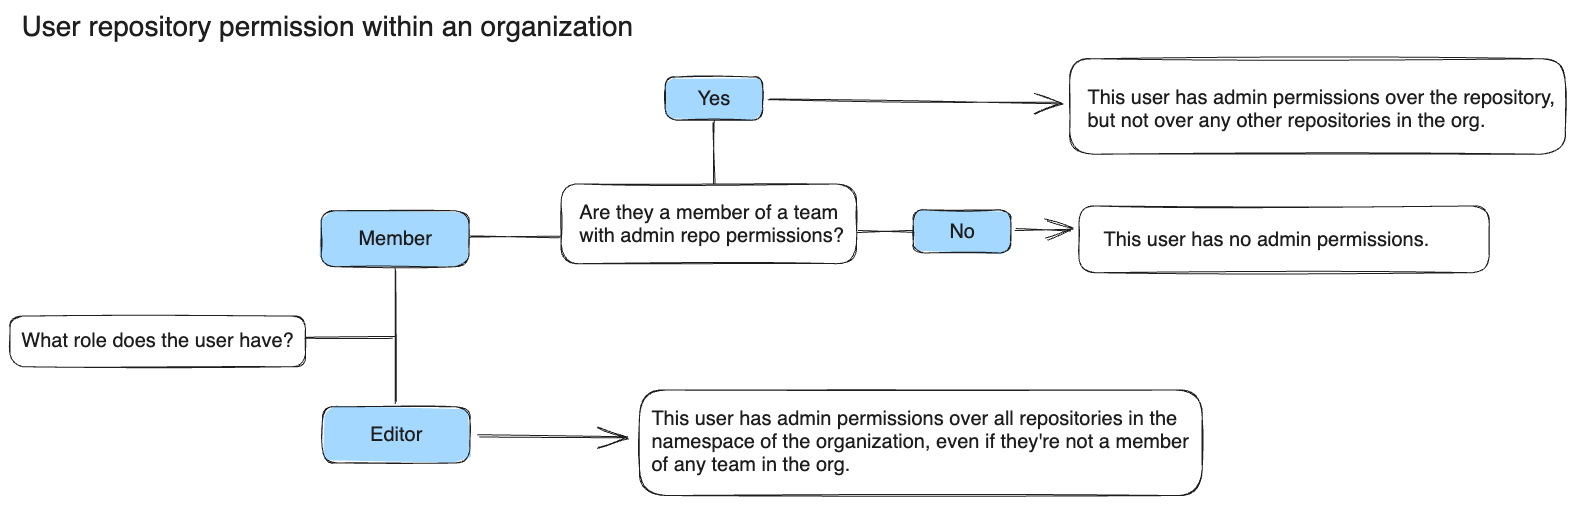 User repository permission within an organization
Yes
This user has admin permissions over the repository,
but not over any other repositories in the org.
Member
Are they a member of a team
with admin repo permissions?
No
This user has no admin permissions.
What role does the user have?
Editor
This user has admin permissions over all repositories in the
namespace of the organization, even if they're not a member
of any team in the org.